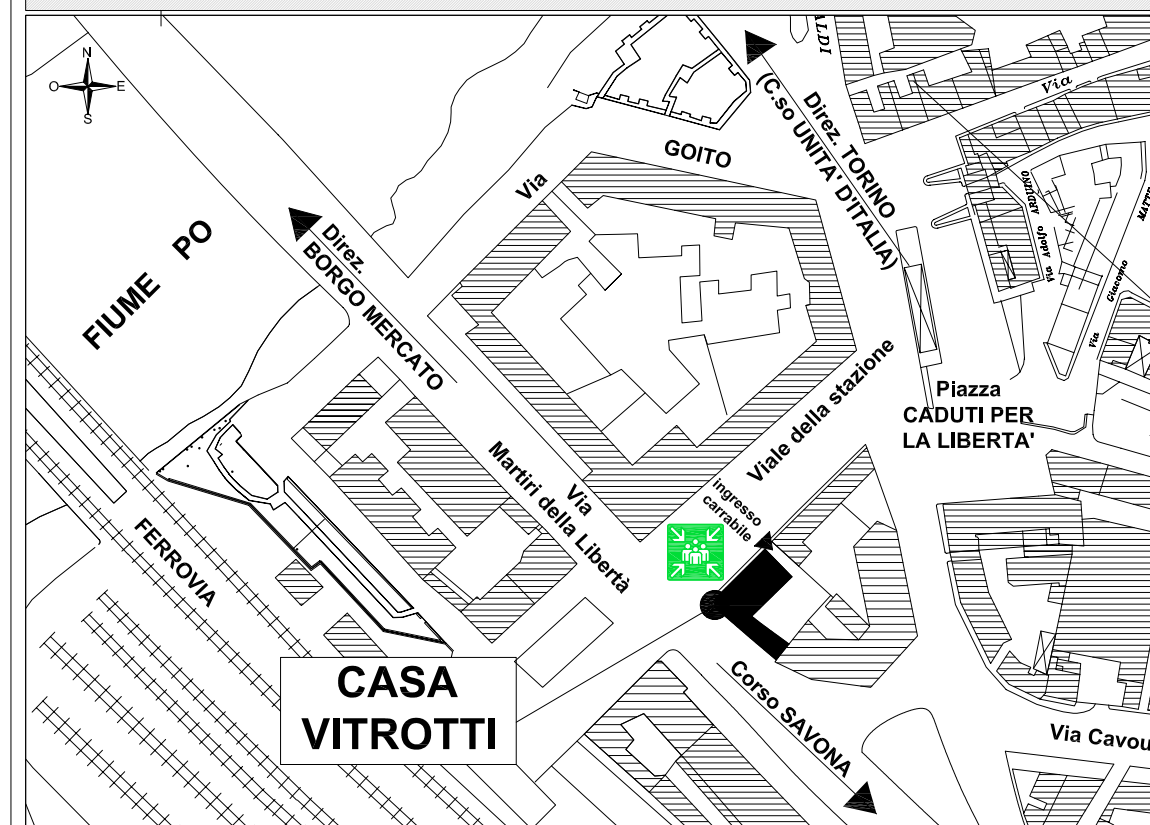 N
O E
S
ALDI
Via
GOITO
Via
Direz. TORINO
(C.so UNITA' D'ITALIA)
ARDUINO
Via Adolfo
Giacomo
Via
FIUME PO
Direz.
BORGO MERCATO
Piazza
CADUTI PER
LA LIBERTA'
Viale della stazione
ingresso
carrabile
Via
Martiri della Libertà
FERROVIA
CASA
VITROTTI
Corso SAVONA
Via Cavou